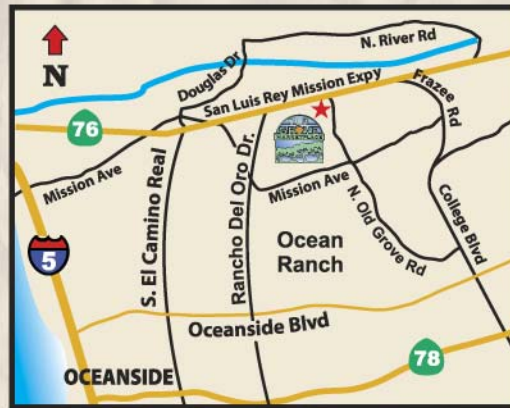 N. River Rd
Douglas Dr
N
San Luis Rey Mission Expy
Frazee Rd
76
GROVE
Mission Ave
Mission Ave
S. El Camino Real
Rancho Del Oro Dr.
N. Old Grove Rd
College Blvd
Ocean
Ranch
5
Oceanside Blvd
78
OCEANSIDE